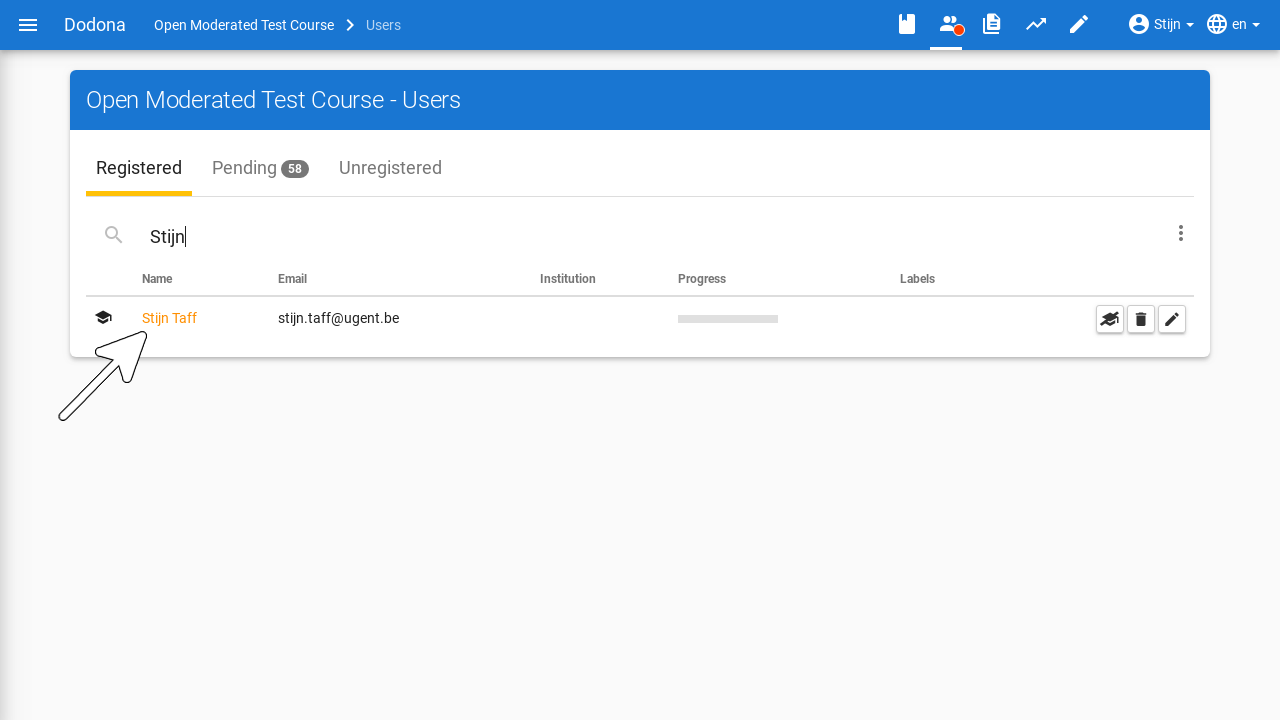 Dodona Open Moderated Test Course Users Stijn en
Open Moderated Test Course - Users
Registered Pending 58 Unregistered
Stijn
Name Email Institution Progress Labels
Stijn Taff stijn.taff@ugent.be